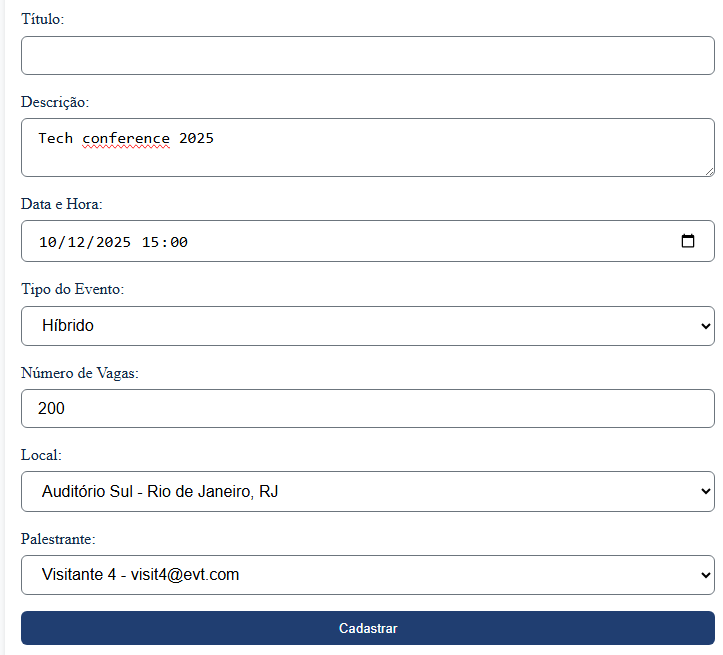 Título:
Descrição:
Tech conference 2025
Data e Hora:
10/12/2025 15:00
Tipo do Evento:
Híbrido
Número de Vagas:
200
Local:
Auditório Sul - Rio de Janeiro, RJ
Palestrante:
Visitante 4 - visit4@evt.com
Cadastrar